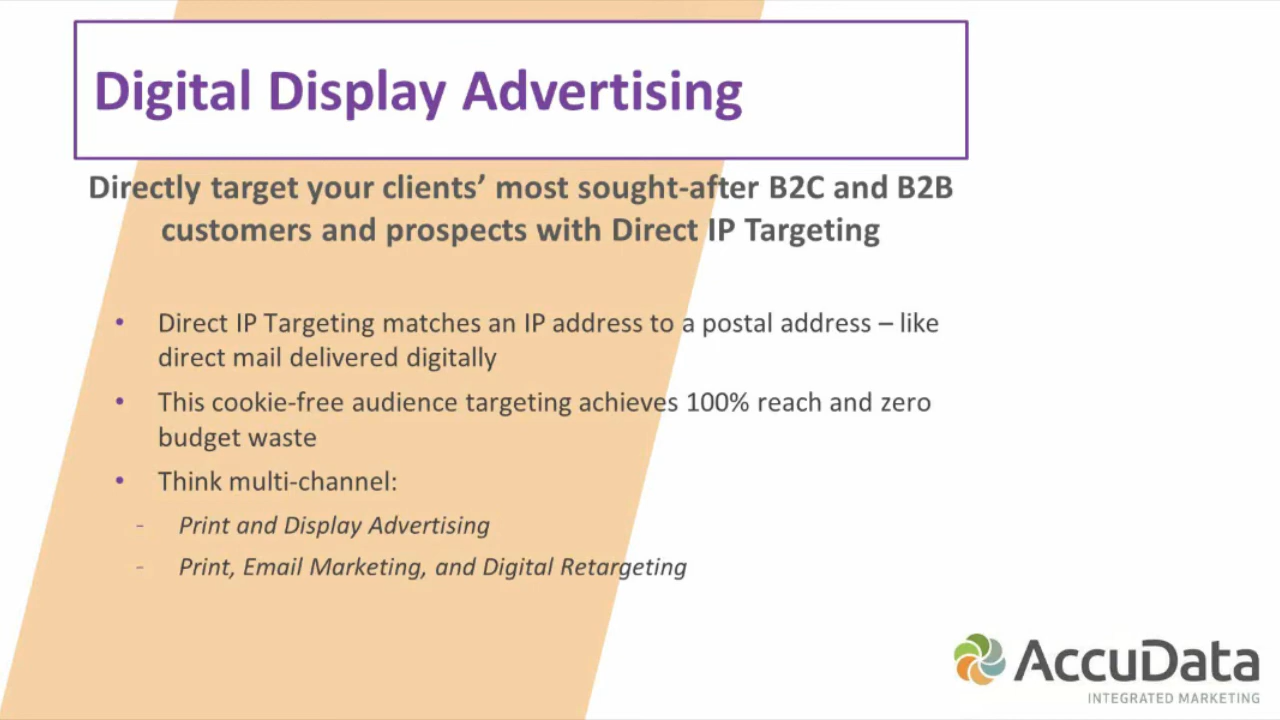 Digital Display Advertising
Directly target your clients’ most sought-after B2C and B2B
customers and prospects with Direct IP Targeting
• Direct IP Targeting matches an IP address to a postal address – like
direct mail delivered digitally
• This cookie-free audience targeting achieves 100% reach and zero
budget waste
• Think multi-channel:
- Print and Display Advertising
- Print, Email Marketing, and Digital Retargeting
AccuData
INTEGRATED MARKETING